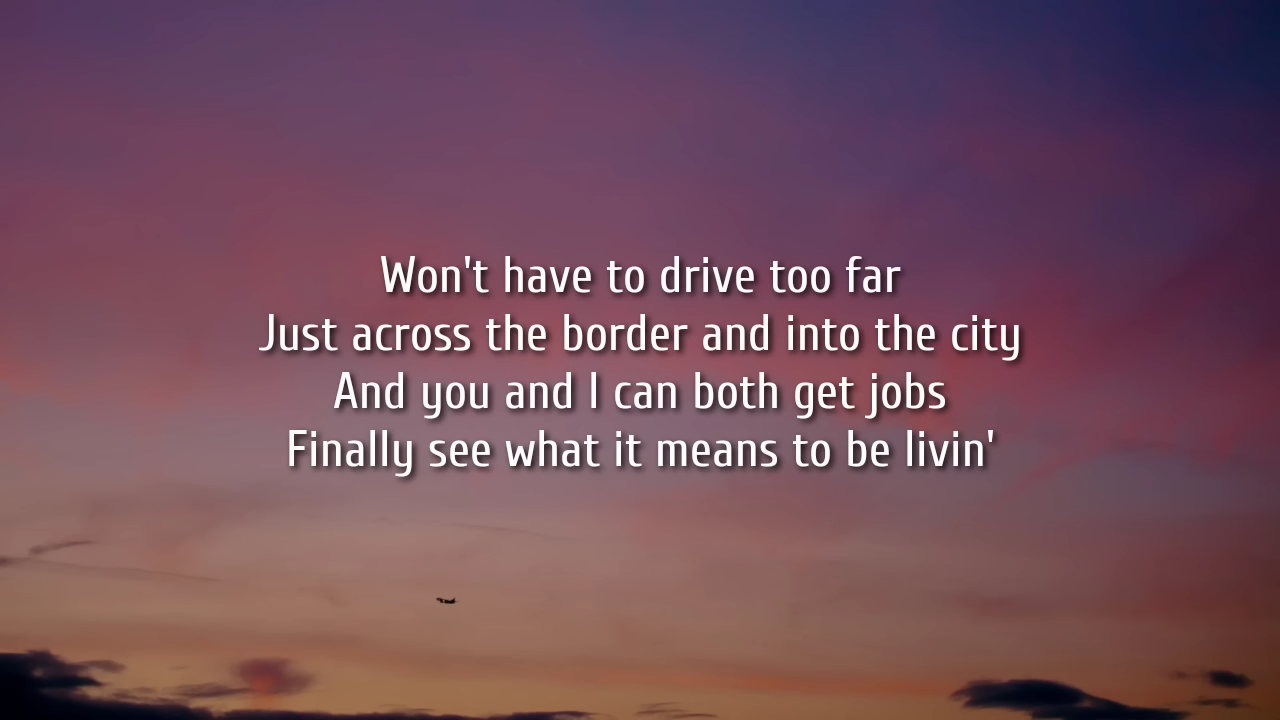 Won't have to drive too far
Just across the border and into the city
And you and I can both get jobs
Finally see what it means to be livin'